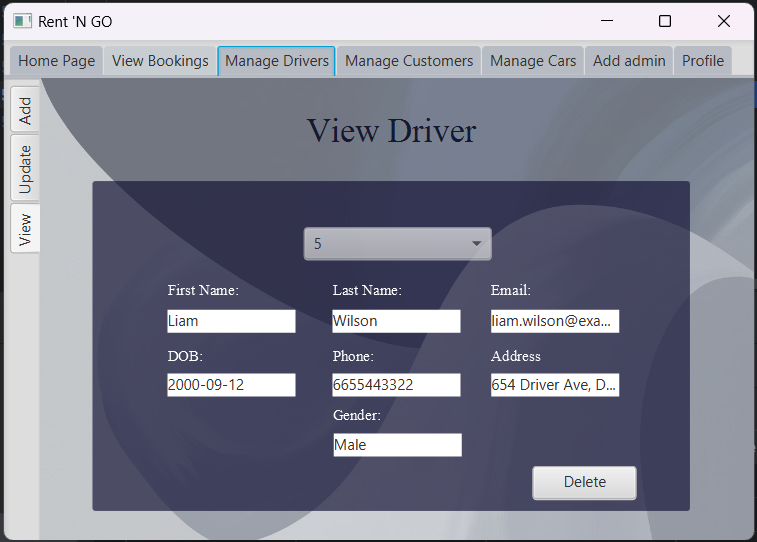 Rent 'N GO
Home Page View Bookings Manage Drivers Manage Customers Manage Cars Add admin Profile
Add
Update
View
View Driver
5
First Name: Last Name: Email:
Liam Wilson liam.wilson@exa...
DOB: Phone: Address
2000-09-12 6655443322 654 Driver Ave, D...
Gender:
Male
Delete